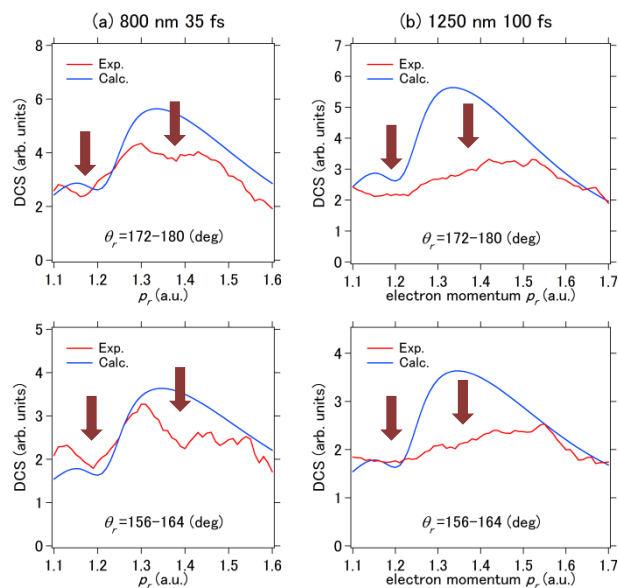 (a) 800 nm 35 fs
(b) 1250 nm 100 fs
8
6
4
2
0
DCS (arb. units)
Exp.
Calc.
θr=172–180 (deg)
1.1 1.2 1.3 1.4 1.5 1.6
pr (a.u.)
7
6
5
4
3
2
1
0
DCS (arb. units)
Exp.
Calc.
θr=172–180 (deg)
1.1 1.2 1.3 1.4 1.5 1.6 1.7
electron momentum pr (a.u.)
5
4
3
2
1
0
DCS (arb. units)
Exp.
Calc.
θr=156–164 (deg)
1.1 1.2 1.3 1.4 1.5 1.6
pr (a.u.)
4
3
2
1
0
DCS (arb. units)
Exp.
Calc.
θr=156–164 (deg)
1.1 1.2 1.3 1.4 1.5 1.6 1.7
electron momentum pr (a.u.)